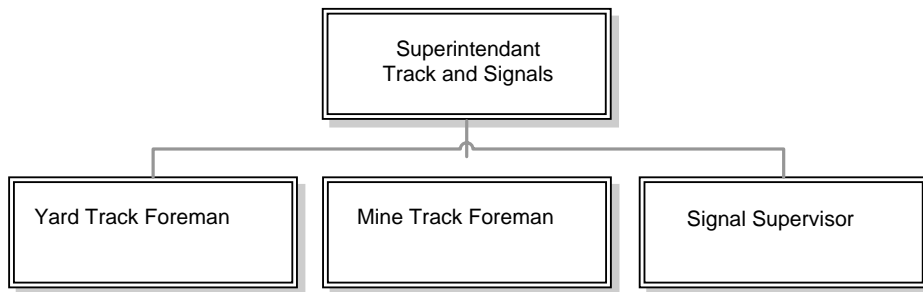 Superintendant
Track and Signals
Yard Track Foreman
Mine Track Foreman
Signal Supervisor